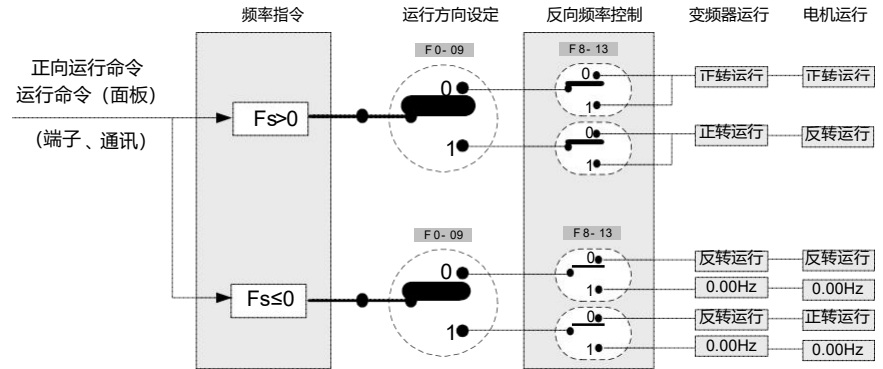 频率指令 运行方向设定 反向频率控制 变频器运行 电机运行
F0-09 F8-13
正向运行命令
运行命令（面板）
（端子、通讯）
Fs>0
0
1
0
1
0
1
正转运行 正转运行
正转运行 反转运行
F0-09 F8-13
Fs≤0
0
1
0
1
0
1
反转运行 反转运行
0.00Hz 0.00Hz
反转运行 正转运行
0.00Hz 0.00Hz